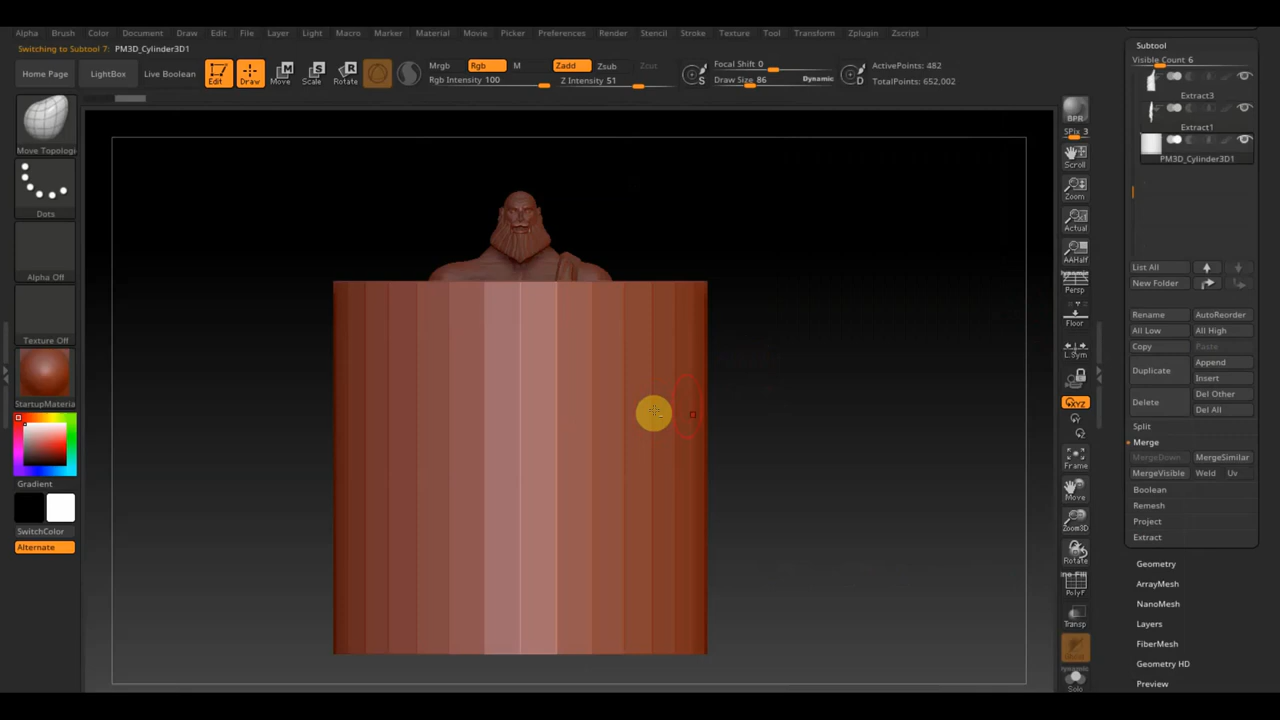 Alpha Brush Color Document Draw Edit File Layer Light Macro Marker Material Movie Picker Preferences Render Stencil Stroke Texture Tool Transform Zplugin Zscript
Switching to Subtool 7: PM3D_Cylinder3D1
Home Page
LightBox
Live Boolean
Edit
Draw
Move
Scale
Rotate
Mrgb Rgb M
Rgb Intensity 100
Zadd Zsub Zcut
Z Intensity 51
S
Focal Shift 0
Draw Size 86 Dynamic
D
ActivePoints: 482
TotalPoints: 652,002
Move Topologi
Dots
Alpha Off
Texture Off
StartupMateria
Gradient
SwitchColor
Alternate
BPR
SPix 3
Scroll
Zoom
Actual
AAHalf
Dynamic
Persp
Floor
L.Sym
XYZ
Frame
Move
Zoom3D
Rotate
PolyF
Transp
Dynamic
Solo
Subtool
Visible Count 6
Extract3
Extract1
PM3D_Cylinder3D1
List All
New Folder
Rename AutoReorder
All Low All High
Copy Paste
Duplicate
Append
Insert
Delete
Del Other
Del All
Split
Merge
MergeDown MergeSimilar
MergeVisible Weld Uv
Boolean
Remesh
Project
Extract
Geometry
ArrayMesh
NanoMesh
Layers
FiberMesh
Geometry HD
Preview